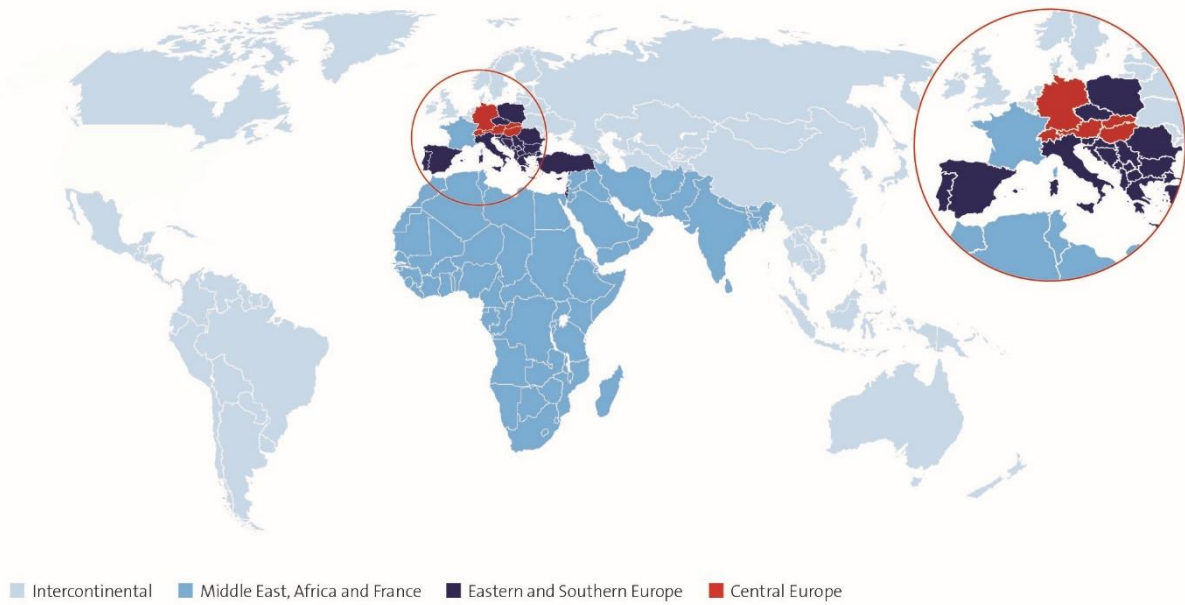 Intercontinental
Middle East, Africa and France
Eastern and Southern Europe
Central Europe